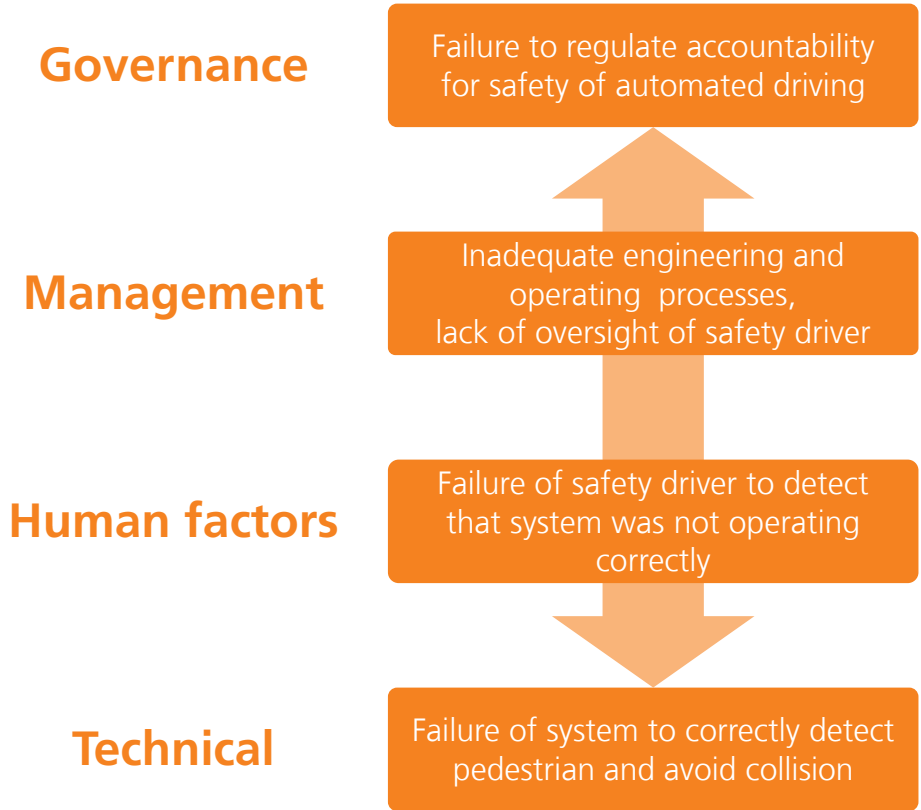 Governance
Failure to regulate accountability
for safety of automated driving
Management
Inadequate engineering and
operating processes,
lack of oversight of safety driver
Human factors
Failure of safety driver to detect
that system was not operating
correctly
Technical
Failure of system to correctly detect
pedestrian and avoid collision